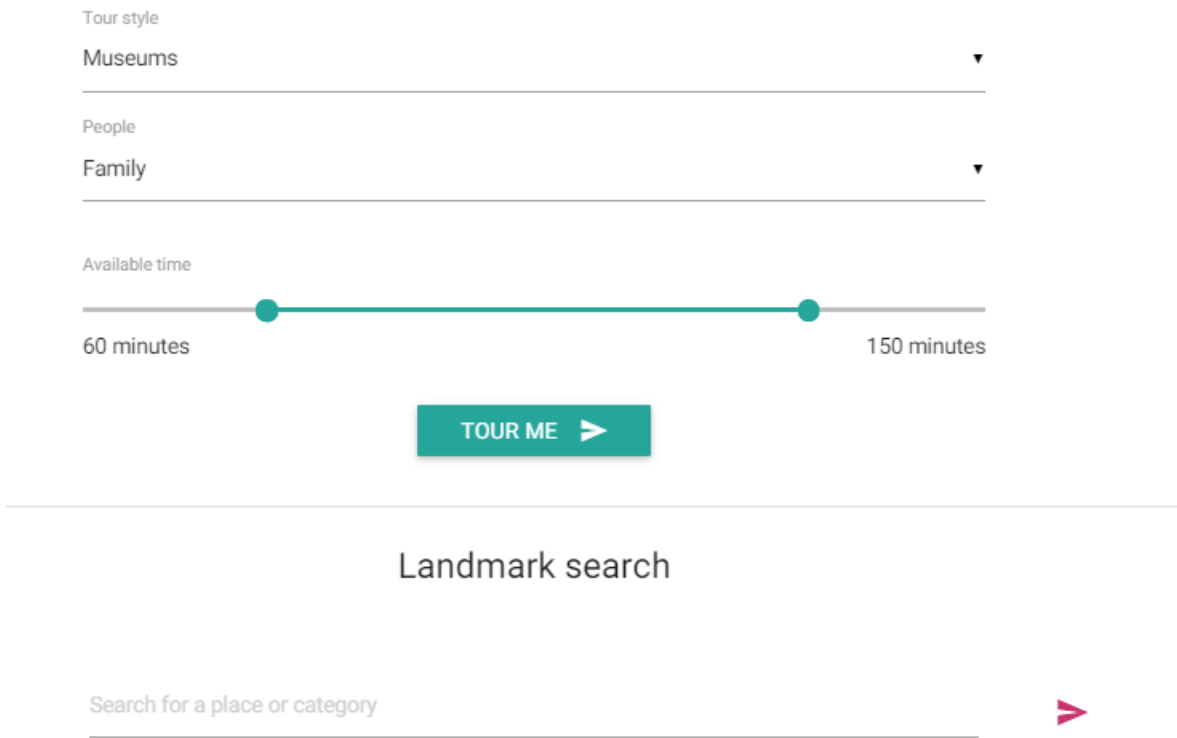 Tour style
Museums
People
Family
Available time
60 minutes 150 minutes
TOUR ME
Landmark search
Search for a place or category